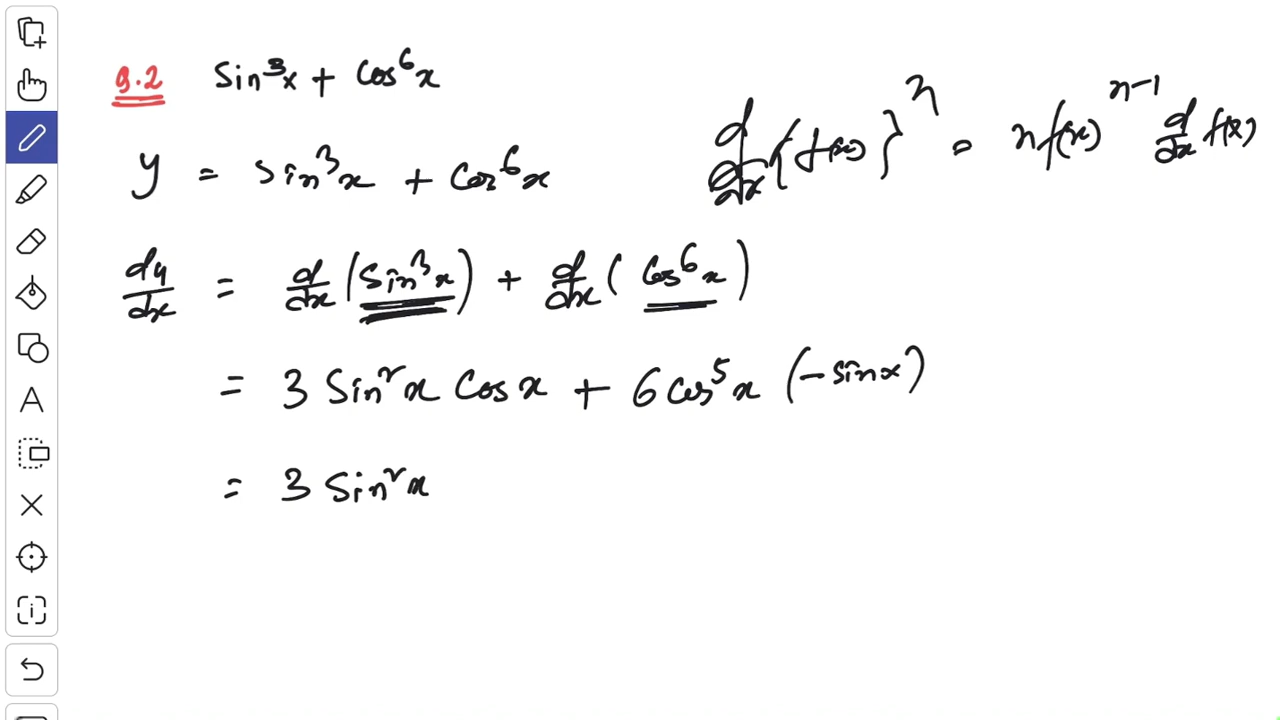 Q.2 Sin³x + Cos⁶x
y = Sin³x + Cos⁶x
d/dx {f(x)}ⁿ = n f(x)ⁿ⁻¹ d/dx f(x)
dy/dx = d/dx (Sin³x) + d/dx (Cos⁶x)
= 3 Sin²x Cos x + 6 Cos⁵x (-sin x)
= 3 Sin²x